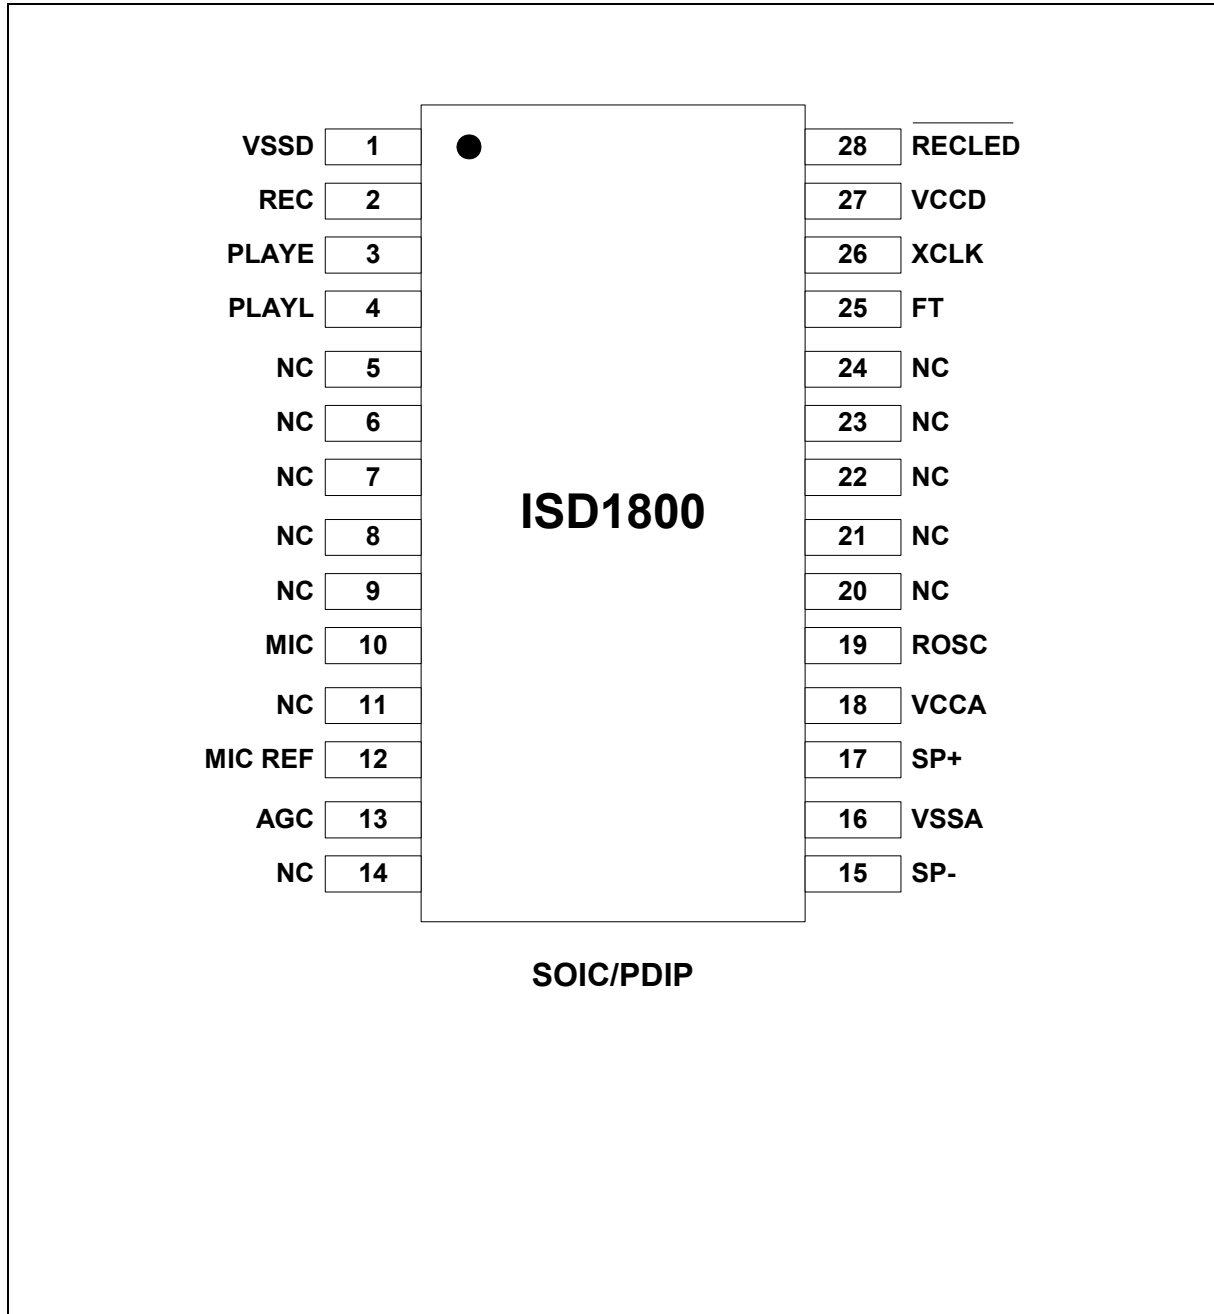 VSSD 1 28 RECLED
REC 2 27 VCCD
PLAYE 3 26 XCLK
PLAYL 4 25 FT
NC 5 24 NC
NC 6 23 NC
NC 7 22 NC
ISD1800
NC 8 21 NC
NC 9 20 NC
MIC 10 19 ROSC
NC 11 18 VCCA
MIC REF 12 17 SP+
AGC 13 16 VSSA
NC 14 15 SP-
SOIC/PDIP